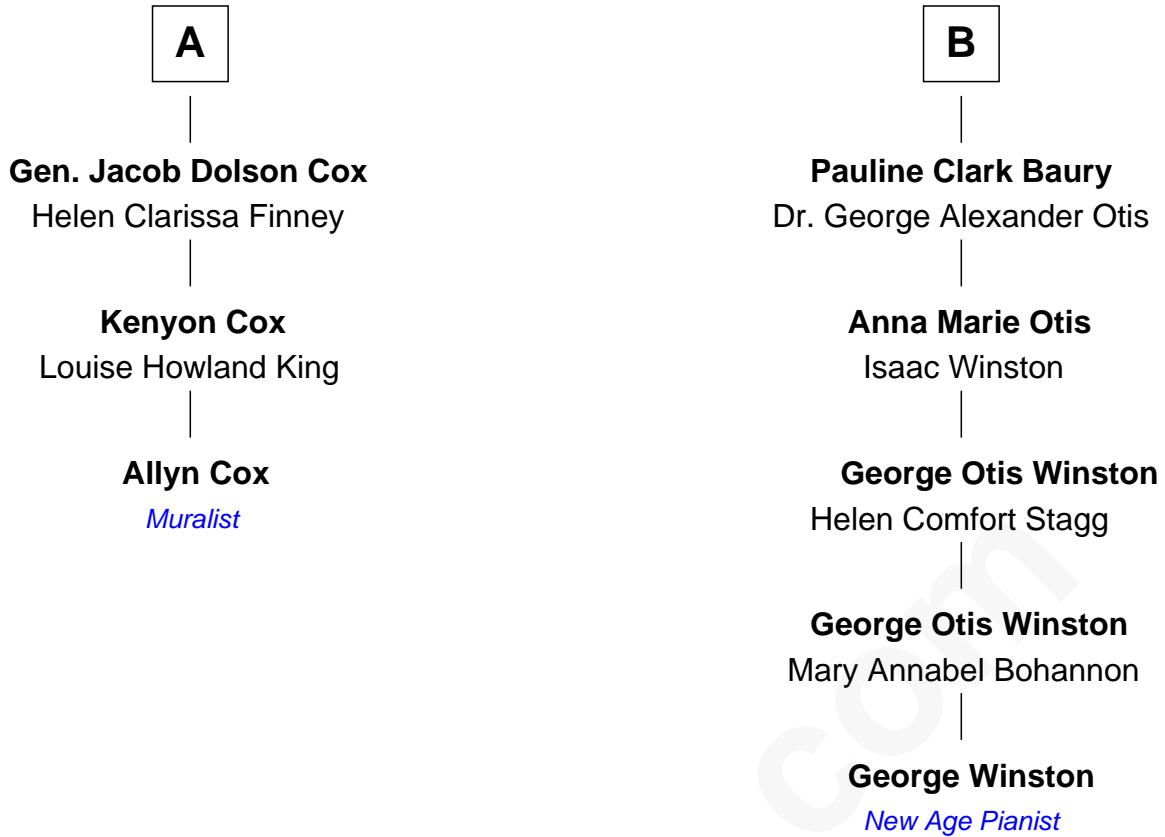 A
Gen. Jacob Dolson Cox
Helen Clarissa Finney
Kenyon Cox
Louise Howland King
Allyn Cox
Muralist
B
Pauline Clark Baury
Dr. George Alexander Otis
Anna Marie Otis
Isaac Winston
George Otis Winston
Helen Comfort Stagg
George Otis Winston
Mary Annabel Bohannon
George Winston
New Age Pianist
com